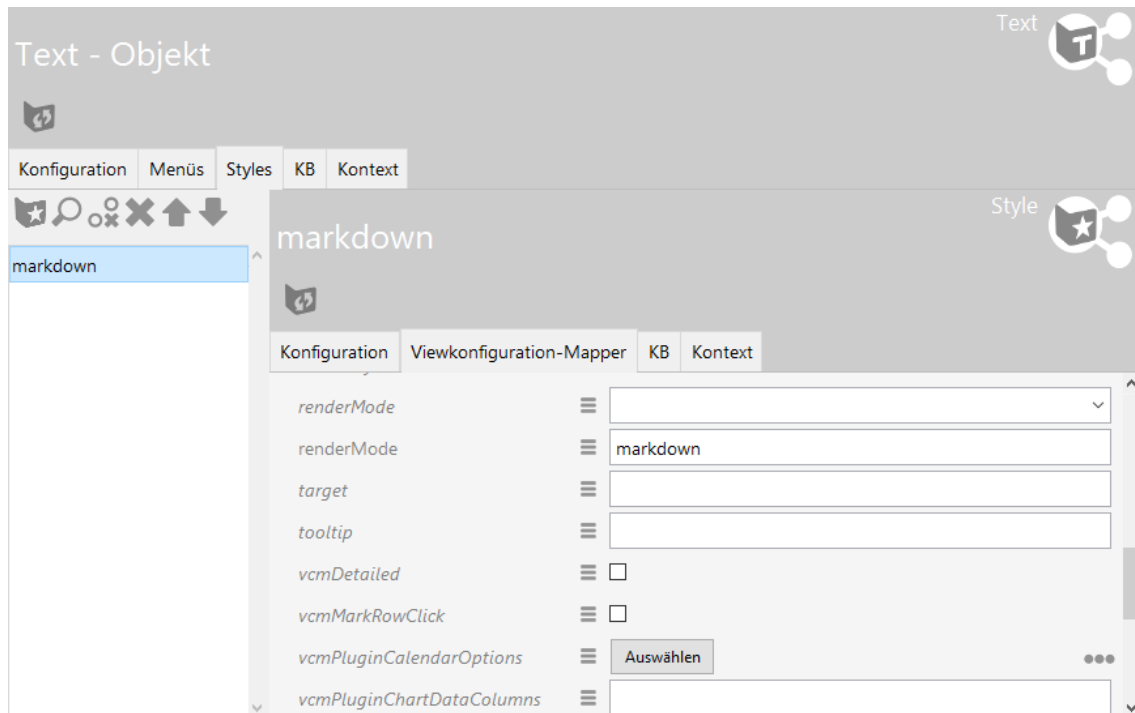 Text
Text - Objekt
T
Konfiguration Menüs Styles KB Kontext
Style
markdown
markdown
Konfiguration Viewkonfiguration-Mapper KB Kontext
renderMode
renderMode markdown
target
tooltip
vcmDetailed
vcmMarkRowClick
vcmPluginCalendarOptions Auswählen
vcmPluginChartDataColumns